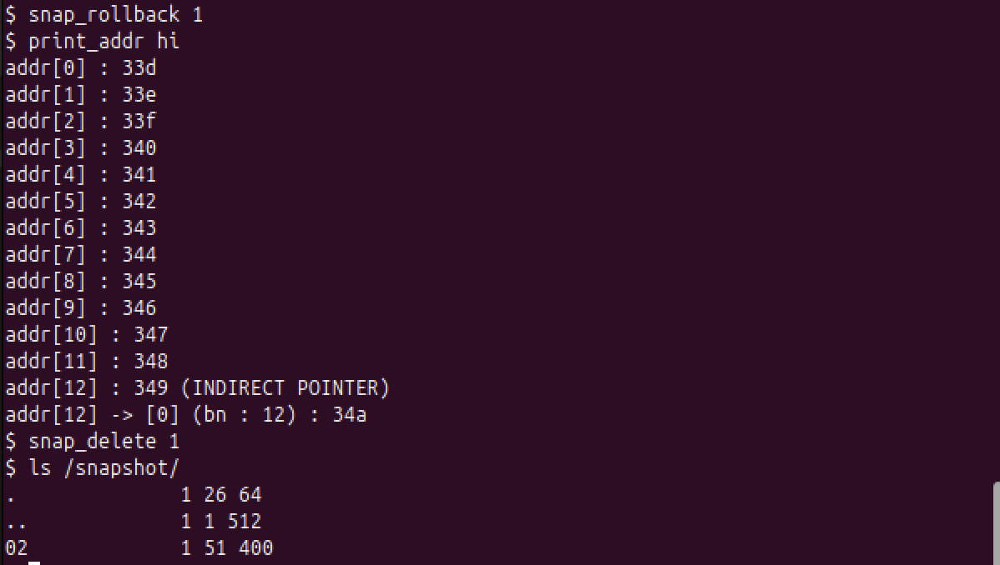 $ snap_rollback 1
$ print_addr hi
addr[0] : 33d
addr[1] : 33e
addr[2] : 33f
addr[3] : 340
addr[4] : 341
addr[5] : 342
addr[6] : 343
addr[7] : 344
addr[8] : 345
addr[9] : 346
addr[10] : 347
addr[11] : 348
addr[12] : 349 (INDIRECT POINTER)
addr[12] -> [0] (bn : 12) : 34a
$ snap_delete 1
$ ls /snapshot/
.              1 26 64
..             1 1 512
02             1 51 400